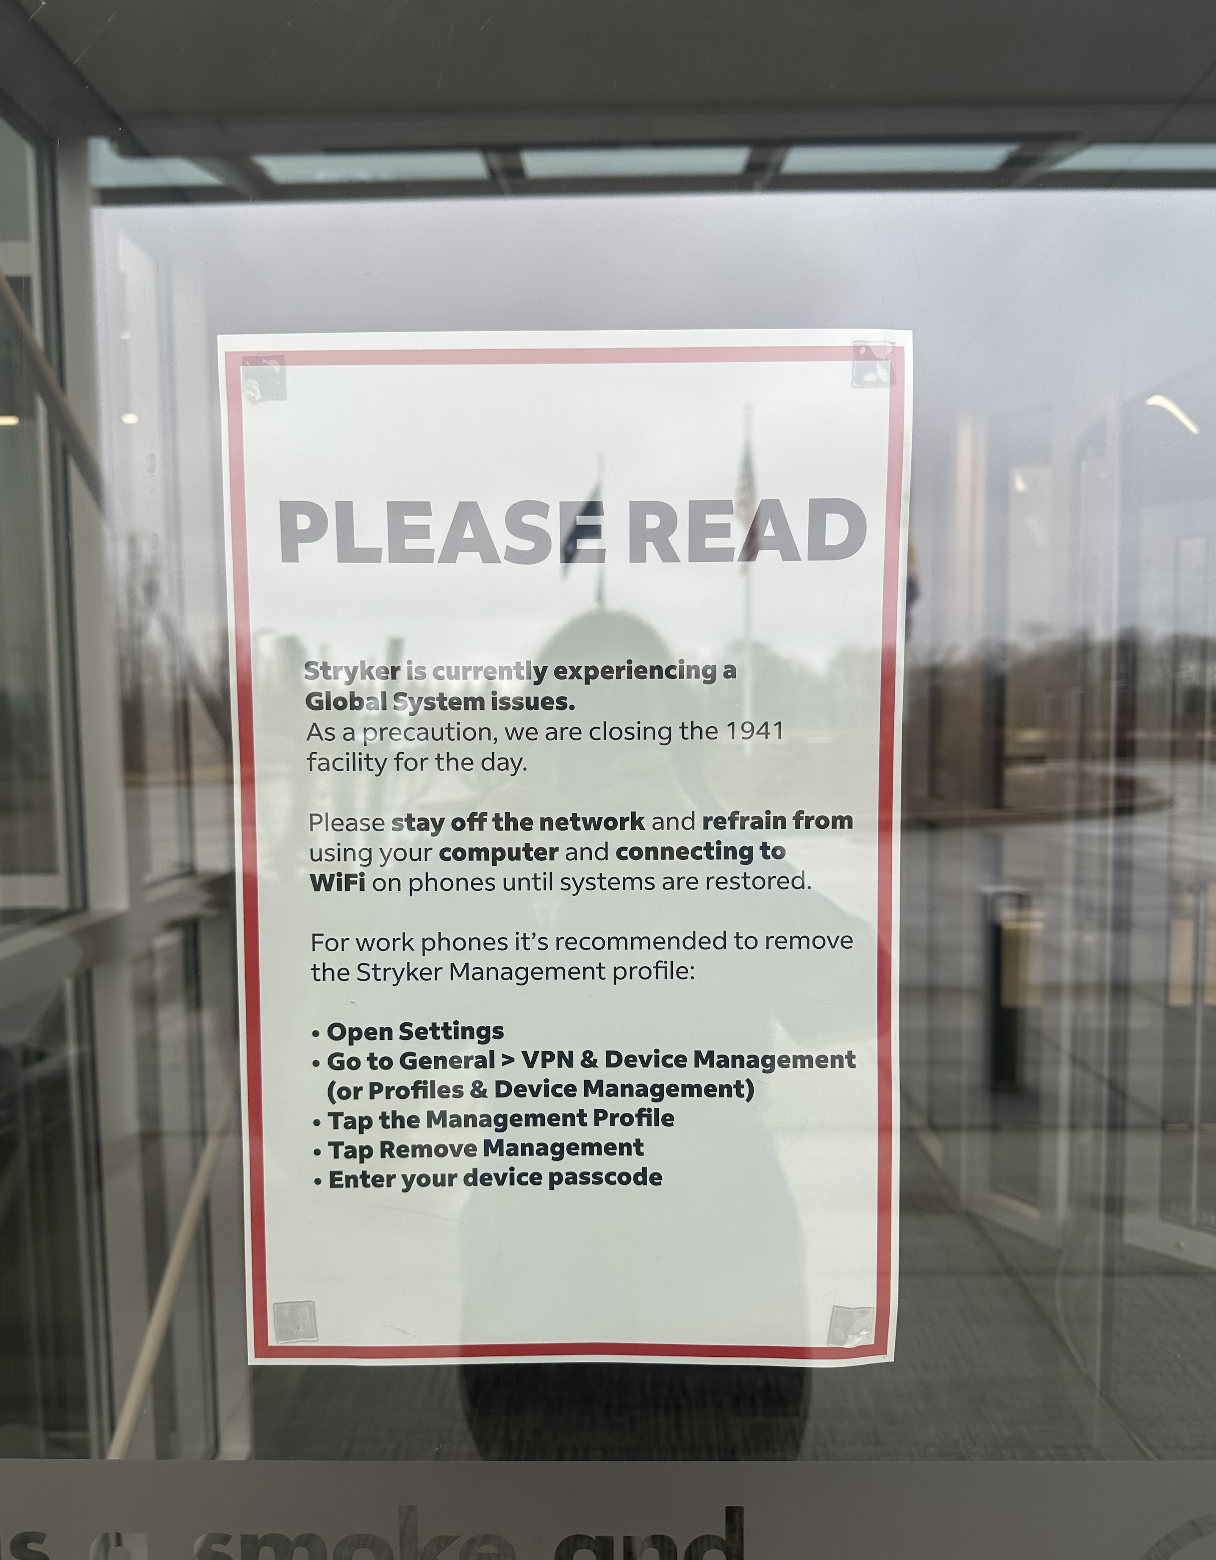 PLEASE READ
Stryker is currently experiencing a
Global System issues.
As a precaution, we are closing the 1941
facility for the day.
Please stay off the network and refrain from
using your computer and connecting to
WiFi on phones until systems are restored.
For work phones it’s recommended to remove
the Stryker Management profile:
• Open Settings
• Go to General > VPN & Device Management
(or Profiles & Device Management)
• Tap the Management Profile
• Tap Remove Management
• Enter your device passcode
a smoke and